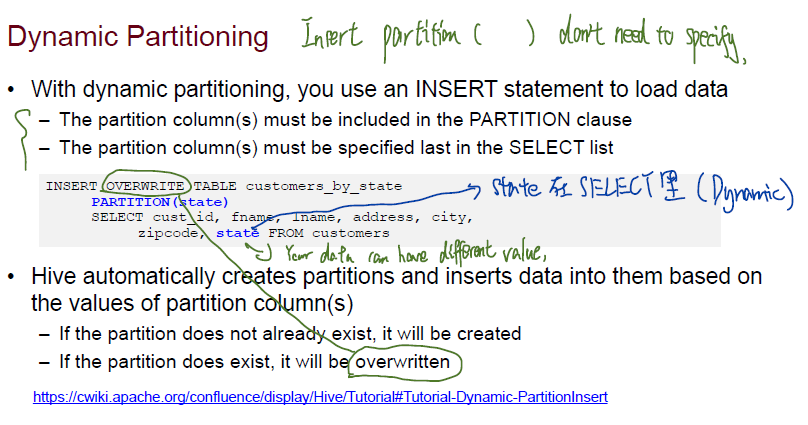 Dynamic Partitioning Insert partition ( ) don't need to specify,
• With dynamic partitioning, you use an INSERT statement to load data
– The partition column(s) must be included in the PARTITION clause
– The partition column(s) must be specified last in the SELECT list
INSERT OVERWRITE TABLE customers_by_state
PARTITION(state)
state 在 SELECT 里 (Dynamic)
SELECT cust_id, fname, lname, address, city,
zipcode, state FROM customers
Your data can have different value,
• Hive automatically creates partitions and inserts data into them based on
the values of partition column(s)
– If the partition does not already exist, it will be created
– If the partition does exist, it will be overwritten
https://cwiki.apache.org/confluence/display/Hive/Tutorial#Tutorial-Dynamic-PartitionInsert